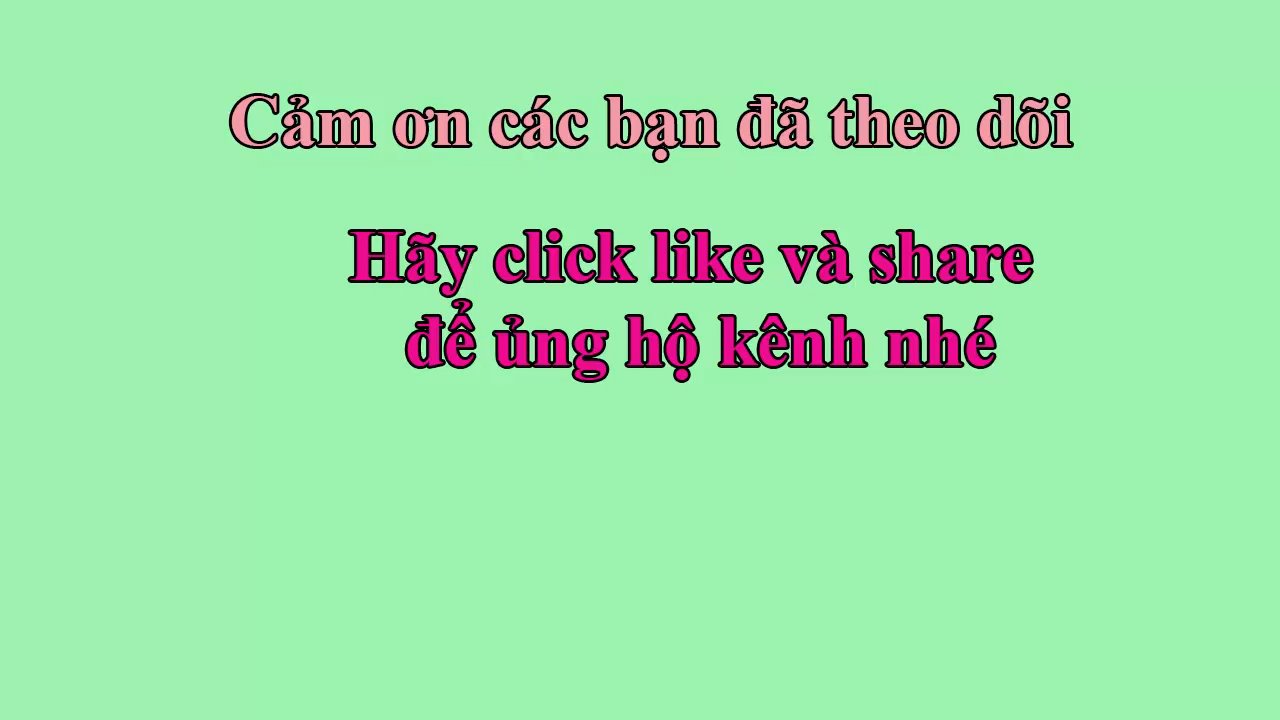 Cảm ơn các bạn đã theo dõi
Hãy click like và share
để ủng hộ kênh nhé